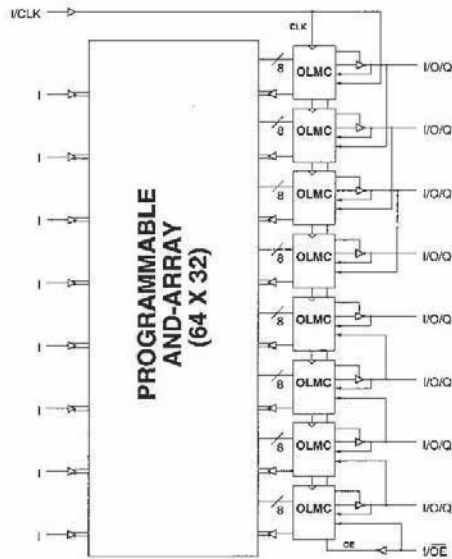 I/CLK
CLK
8
OLMC
I/O/Q
I
8
OLMC
I/O/Q
I
8
OLMC
I/O/Q
I
8
OLMC
I/O/Q
I
PROGRAMMABLE
AND-ARRAY
(64 X 32)
8
OLMC
I/O/Q
I
8
OLMC
I/O/Q
I
8
OLMC
I/O/Q
I
8
OLMC
I/O/Q
I
OE
I/OE